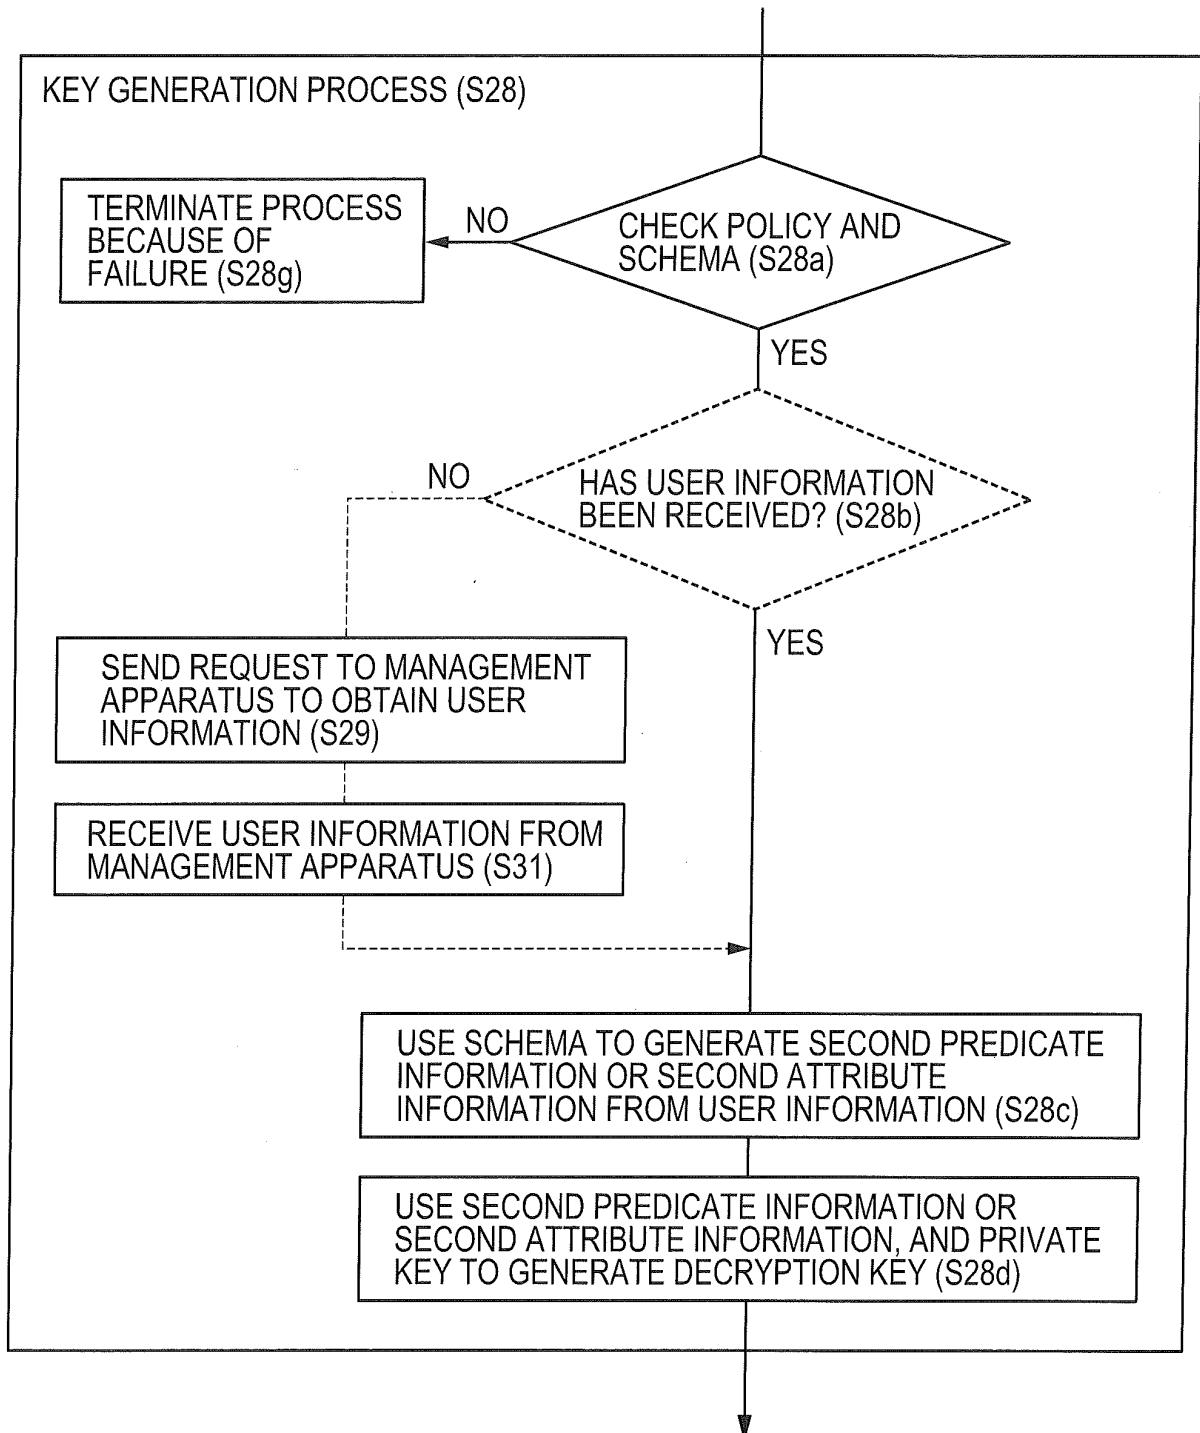 KEY GENERATION PROCESS (S28)
TERMINATE PROCESS
BECAUSE OF
FAILURE (S28g)
NO
CHECK POLICY AND
SCHEMA (S28a)
YES
NO
HAS USER INFORMATION
BEEN RECEIVED? (S28b)
YES
SEND REQUEST TO MANAGEMENT
APPARATUS TO OBTAIN USER
INFORMATION (S29)
RECEIVE USER INFORMATION FROM
MANAGEMENT APPARATUS (S31)
USE SCHEMA TO GENERATE SECOND PREDICATE
INFORMATION OR SECOND ATTRIBUTE
INFORMATION FROM USER INFORMATION (S28c)
USE SECOND PREDICATE INFORMATION OR
SECOND ATTRIBUTE INFORMATION, AND PRIVATE
KEY TO GENERATE DECRYPTION KEY (S28d)